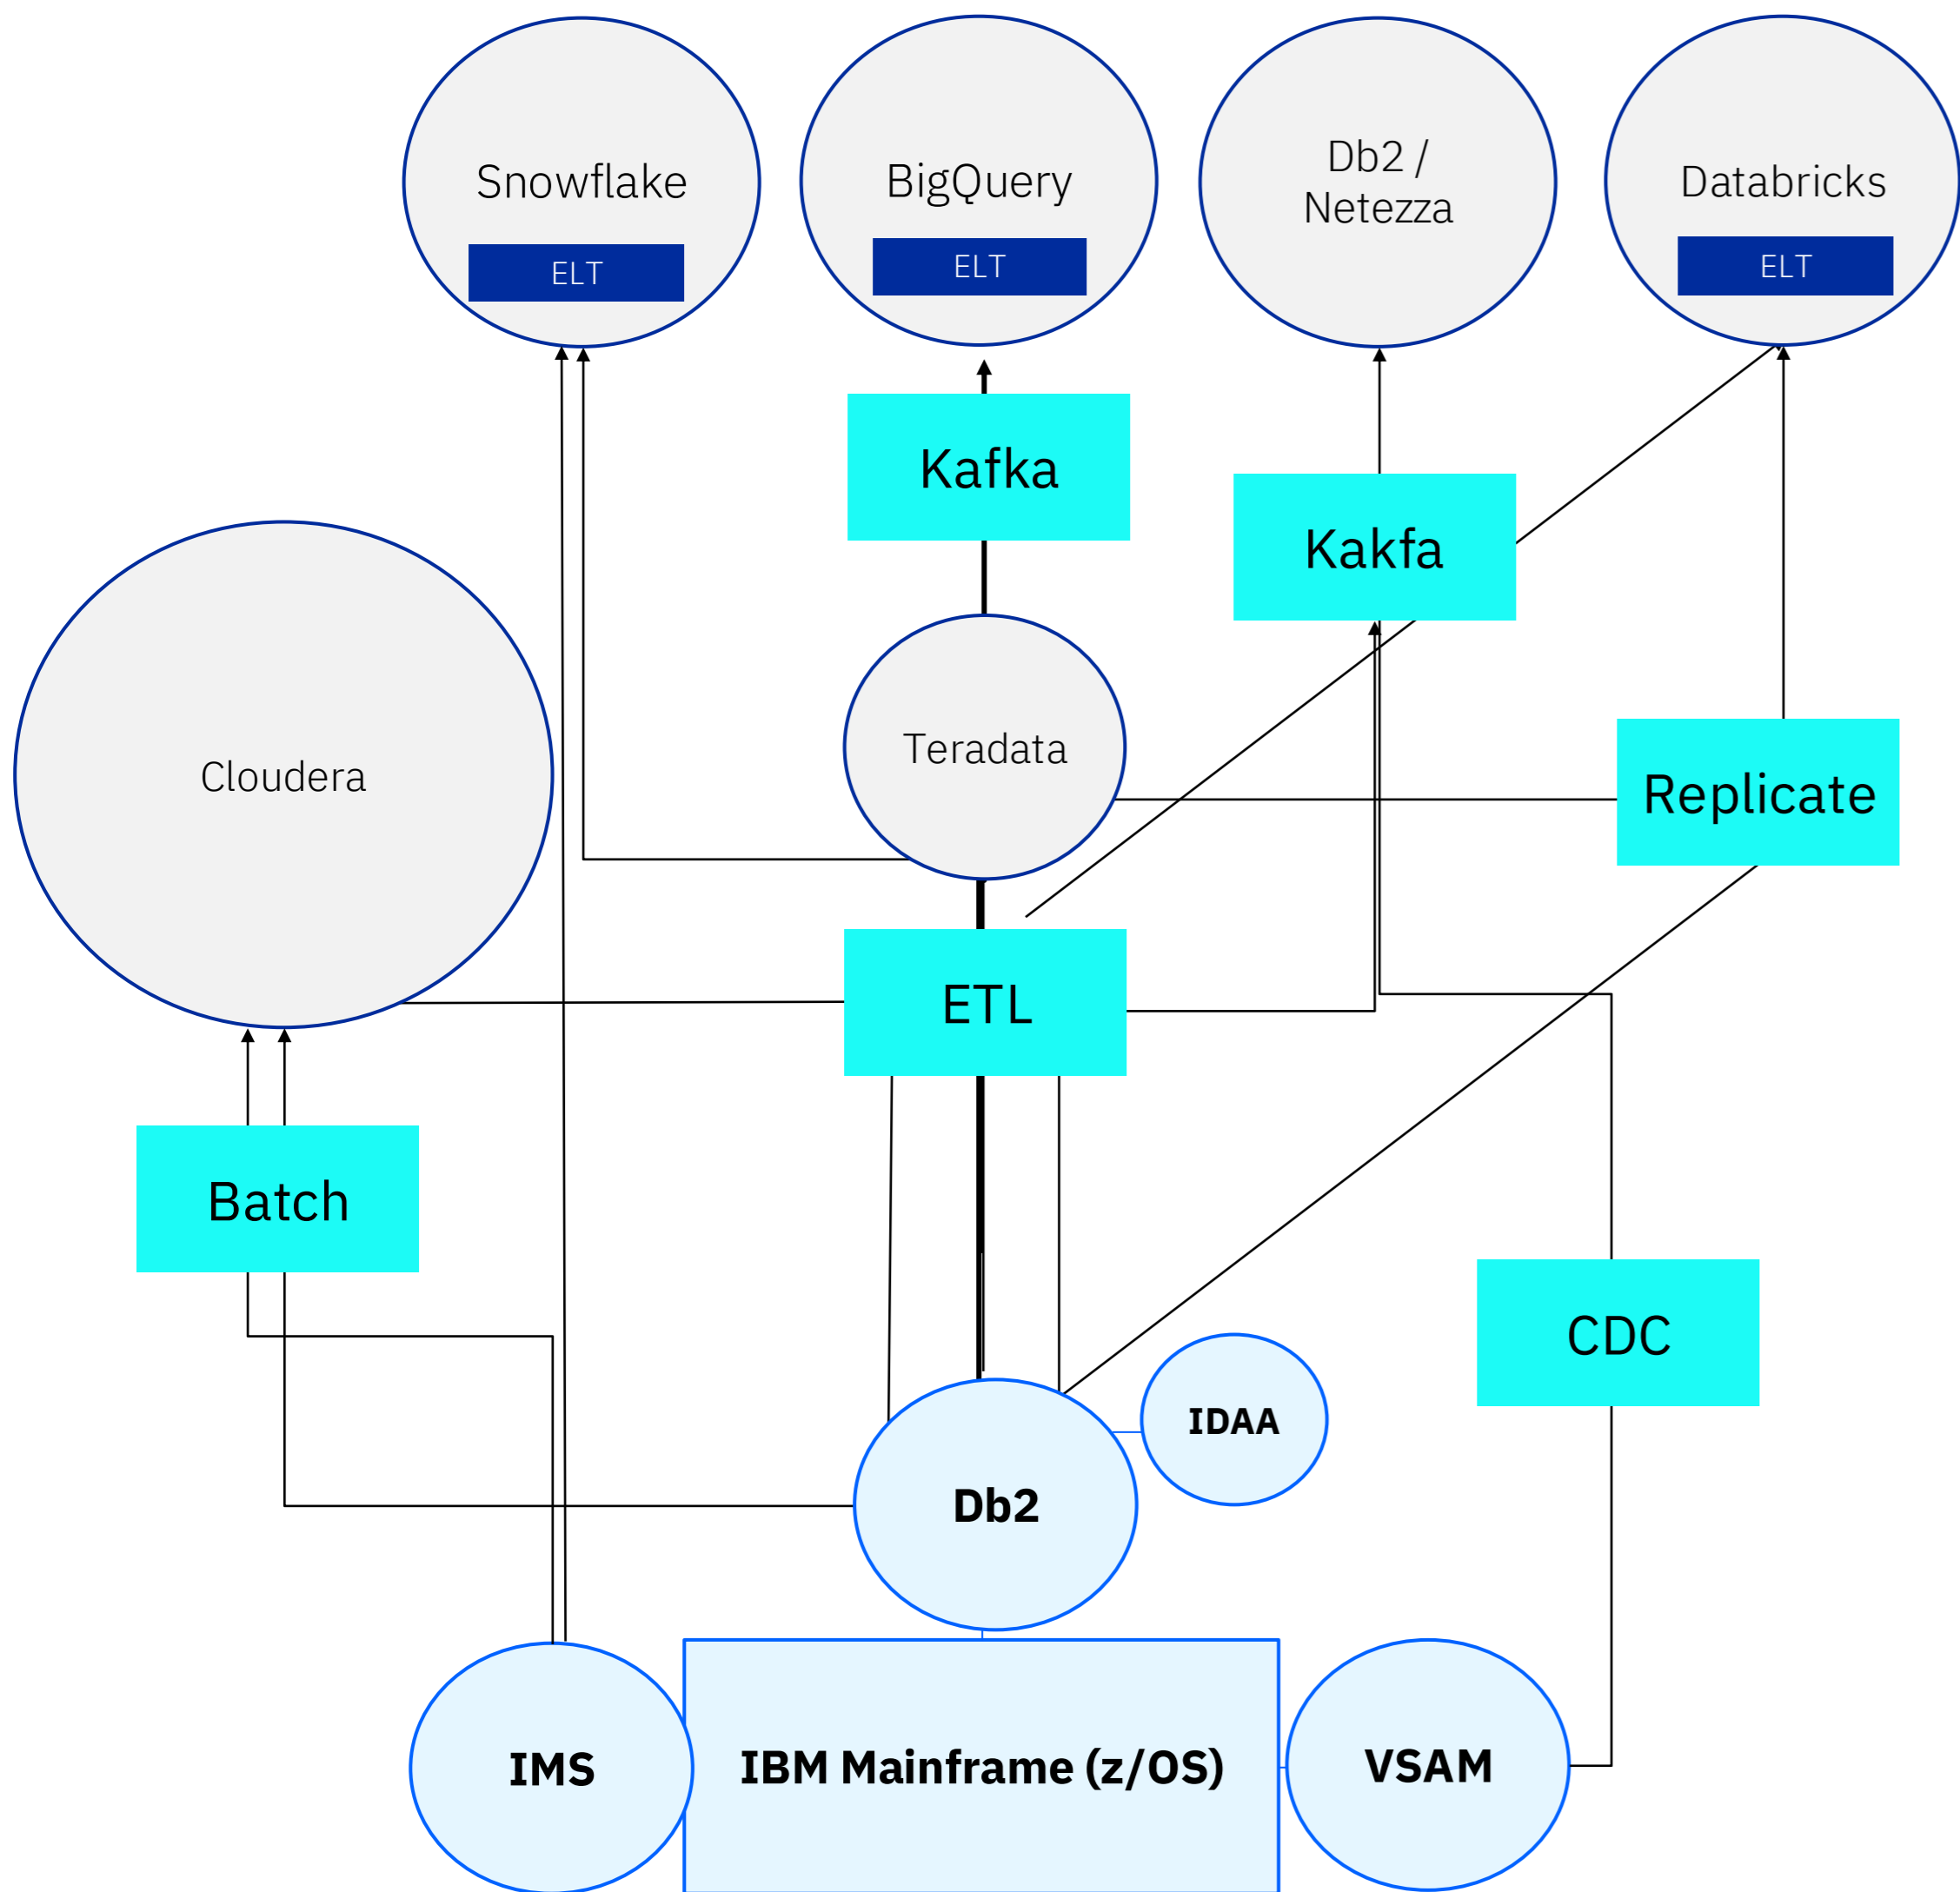 Snowflake
ELT
BigQuery
ELT
Db2 /
Netezza
Databricks
ELT
Kafka
Kakfa
Cloudera
Teradata
Replicate
ETL
Batch
CDC
IDAA
Db2
IMS
IBM Mainframe (z/OS)
VSAM